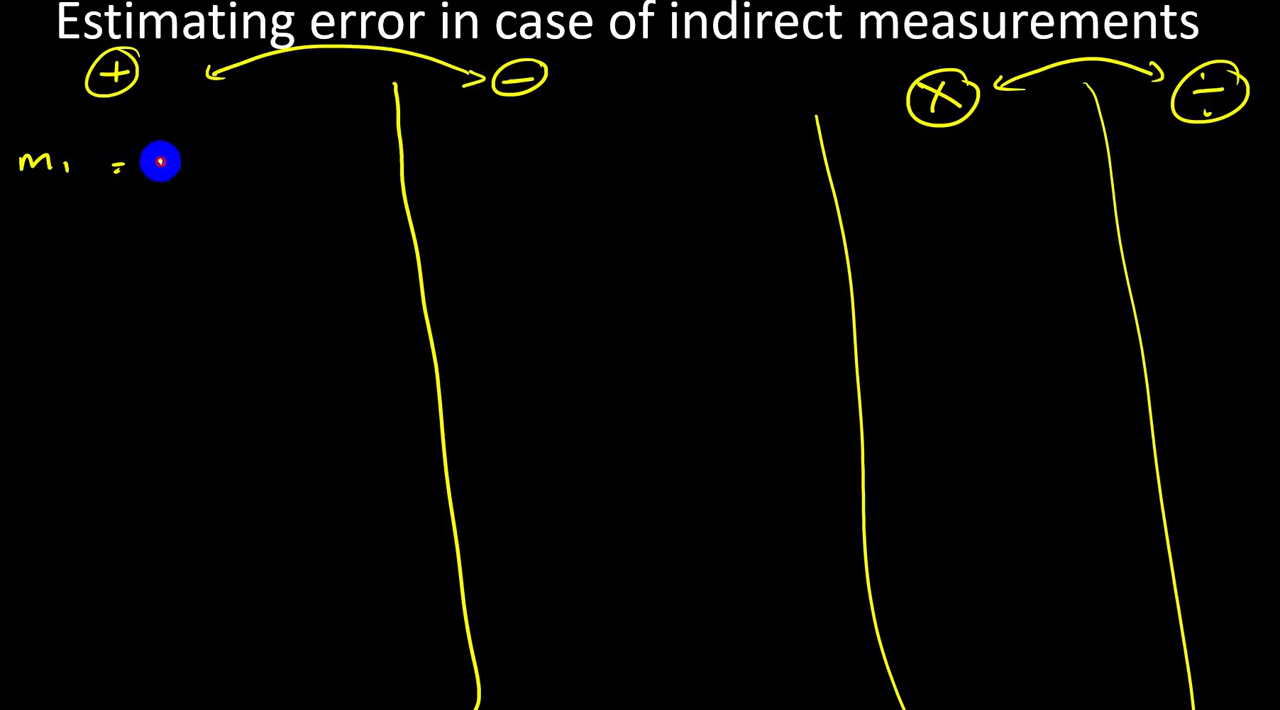 Estimating error in case of indirect measurements
+ − × ÷
m₁ =